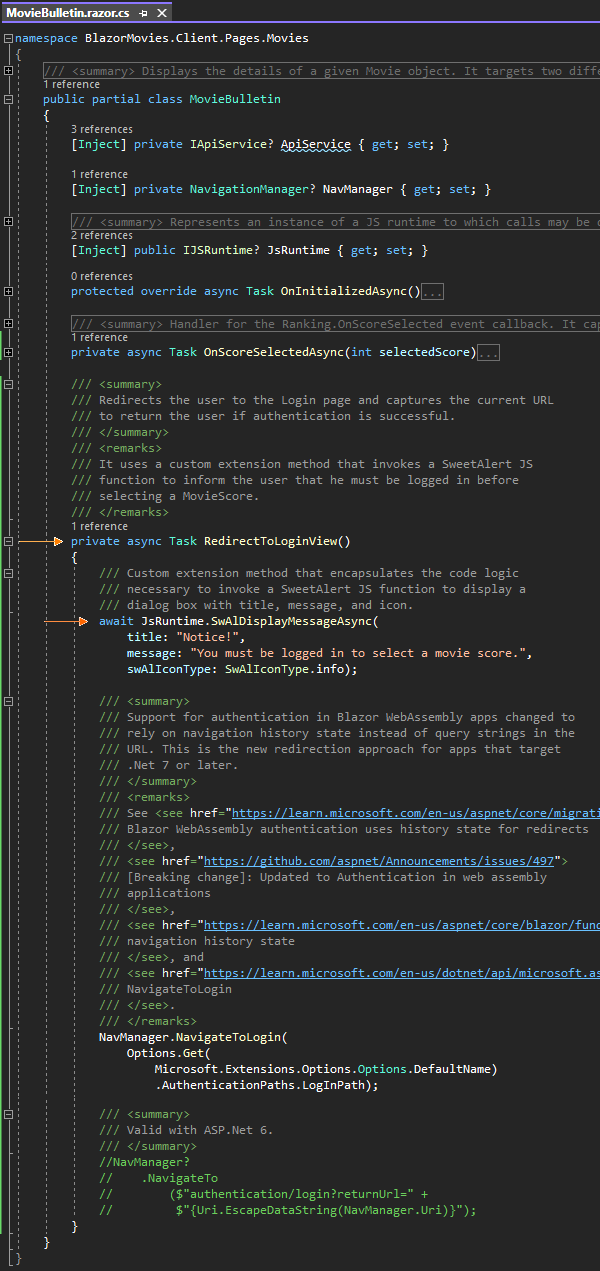 MovieBulletin.razor.cs
namespace BlazorMovies.Client.Pages.Movies
{
/// <summary> Displays the details of a given Movie object. It targets two diffe
1 reference
public partial class MovieBulletin
{
3 references
[Inject] private IApiService? ApiService { get; set; }
1 reference
[Inject] private NavigationManager? NavManager { get; set; }
/// <summary> Represents an instance of a JS runtime to which calls may be d
2 references
[Inject] public IJSRuntime? JsRuntime { get; set; }
0 references
protected override async Task OnInitializedAsync()...
/// <summary> Handler for the Ranking.OnScoreSelected event callback. It cap
1 reference
private async Task OnScoreSelectedAsync(int selectedScore)...
/// <summary>
/// Redirects the user to the Login page and captures the current URL
/// to return the user if authentication is successful.
/// </summary>
/// <remarks>
/// It uses a custom extension method that invokes a SweetAlert JS
/// function to inform the user that he must be logged in before
/// selecting a MovieScore.
/// </remarks>
1 reference
private async Task RedirectToLoginView()
{
/// Custom extension method that encapsulates the code logic
/// necessary to invoke a SweetAlert JS function to display a
/// dialog box with title, message, and icon.
await JsRuntime.SwAlDisplayMessageAsync(
title: "Notice!",
message: "You must be logged in to select a movie score.",
swAlIconType: SwAlIconType.info);
/// <summary>
/// Support for authentication in Blazor WebAssembly apps changed to
/// rely on navigation history state instead of query strings in the
/// URL. This is the new redirection approach for apps that target
/// .Net 7 or later.
/// </summary>
/// <remarks>
/// See <see href="https://learn.microsoft.com/en-us/aspnet/core/migrati
/// Blazor WebAssembly authentication uses history state for redirects
/// </see>,
/// <see href="https://github.com/aspnet/Announcements/issues/497">
/// [Breaking change]: Updated to Authentication in web assembly
/// applications
/// </see>,
/// <see href="https://learn.microsoft.com/en-us/aspnet/core/blazor/fund
/// navigation history state
/// </see>, and
/// <see href="https://learn.microsoft.com/en-us/dotnet/api/microsoft.as
/// NavigateToLogin
/// </see>.
/// </remarks>
NavManager.NavigateToLogin(
Options.Get(
Microsoft.Extensions.Options.Options.DefaultName)
.AuthenticationPaths.LogInPath);
/// <summary>
/// Valid with ASP.Net 6.
/// </summary>
//NavManager?
// .NavigateTo
// ($"authentication/login?returnUrl=" +
// $"{Uri.EscapeDataString(NavManager.Uri)}");
}
}
}